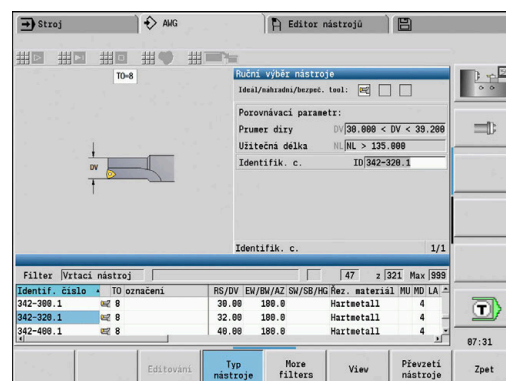 Stroj
AWG
Editor nástrojů
TO=8
Ruční výběr nástroje
Ideál/náhradní/bezpeč. tool:
Porovnávací parametr:
Prumer díry DV 30.000 < DV < 39.200
Užitečná délka NL NL > 135.000
Identifik. c. ID 342-320.1
DV
Identifik. c. 1/1
Filter Vrtací nástroj 47 z 321 Max 999
Identif. číslo TO označení RS/DV EW/BW/AZ SW/SB/HG Řez. materiál MU MD LA
342-300.1 8 30.00 180.0 Hartmetall 4
342-320.1 8 32.00 180.0 Hartmetall 4
342-400.1 8 40.00 180.0 Hartmetall 4
T
07:31
Editování
Typ nástroje
More filters
View
Převzetí nástroje
Zpet